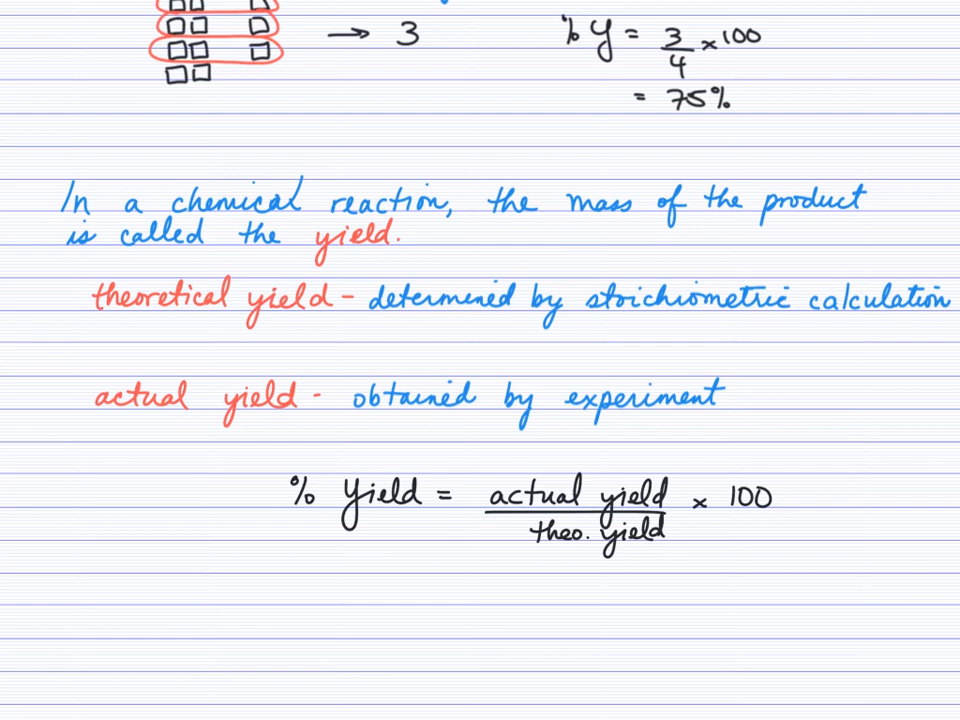 → 3
% Y = 3/4 × 100
= 75%
In a chemical reaction, the mass of the product
is called the yield.
theoretical yield - determined by stoichiometric calculation
actual yield - obtained by experiment
% Yield = actual yield / theo. yield × 100